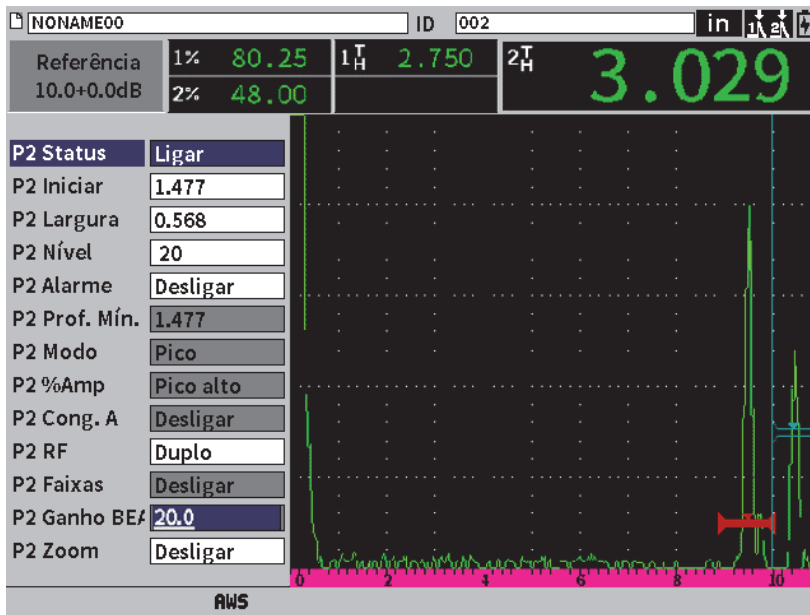 NONAME00 ID 002 in 1 2
Referência 1% 80.25 1TH 2.750 2TH 3.029
10.0+0.0dB 2% 48.00
P2 Status Ligar
P2 Iniciar 1.477
P2 Largura 0.568
P2 Nível 20
P2 Alarme Desligar
P2 Prof. Mín. 1.477
P2 Modo Pico
P2 %Amp Pico alto
P2 Cong. A Desligar
P2 RF Duplo
P2 Faixas Desligar
P2 Ganho BEA 20.0
P2 Zoom Desligar
0 2 4 6 8 10
AWS